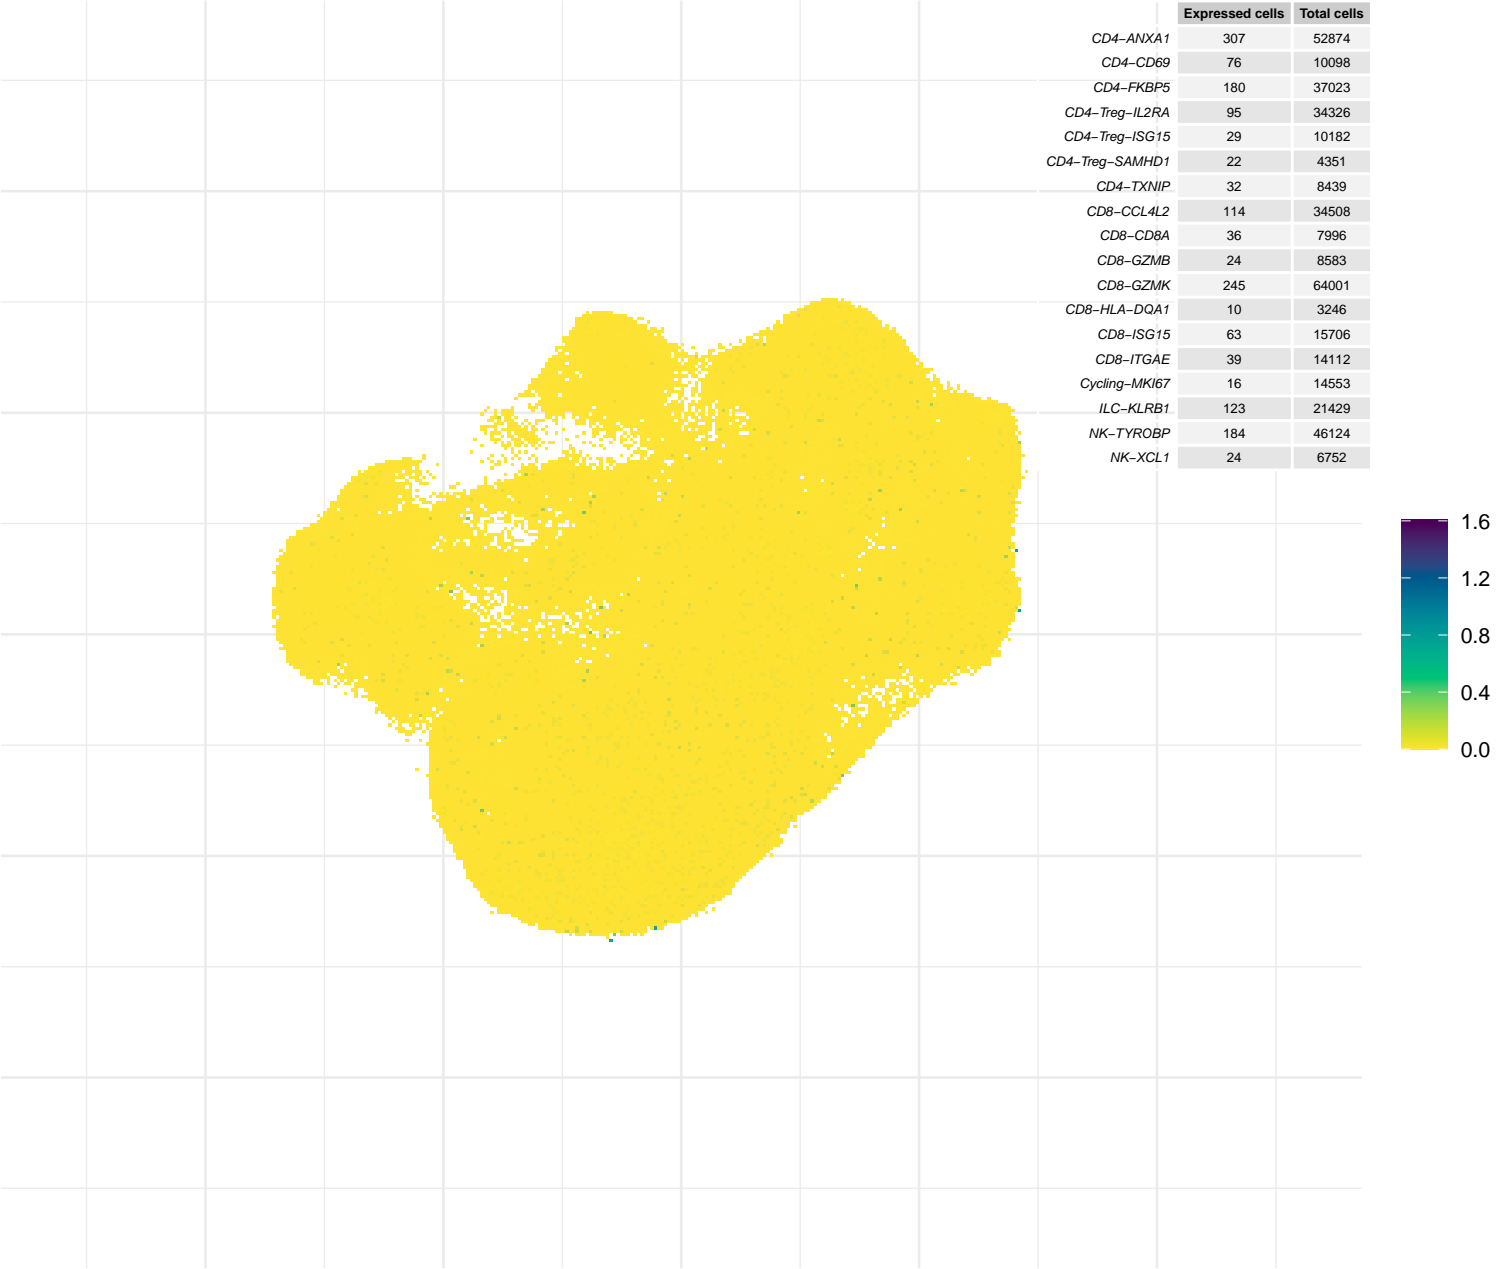 Expressed cells Total cells
CD4−ANXA1 307 52874
CD4−CD69 76 10098
CD4−FKBP5 180 37023
CD4−Treg−IL2RA 95 34326
CD4−Treg−ISG15 29 10182
CD4−Treg−SAMHD1 22 4351
CD4−TXNIP 32 8439
CD8−CCL4L2 114 34508
CD8−CD8A 36 7996
CD8−GZMB 24 8583
CD8−GZMK 245 64001
CD8−HLA−DQA1 10 3246
CD8−ISG15 63 15706
CD8−ITGAE 39 14112
Cycling−MKI67 16 14553
ILC−KLRB1 123 21429
NK−TYROBP 184 46124
NK−XCL1 24 6752
1.6
1.2
0.8
0.4
0.0